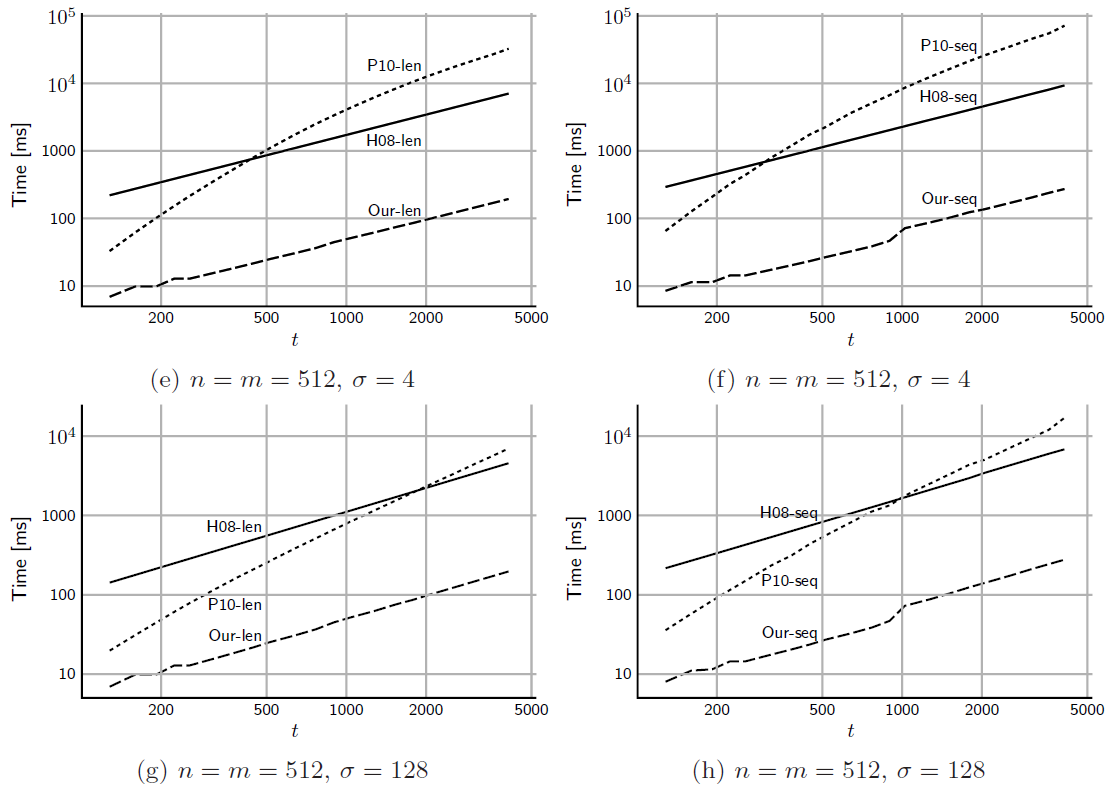 10^5
10^4
1000
100
10
Time [ms]
P10-len
H08-len
Our-len
200 500 1000 2000 5000
t
(e) n = m = 512, σ = 4
10^5
10^4
1000
100
10
Time [ms]
P10-seq
H08-seq
Our-seq
200 500 1000 2000 5000
t
(f) n = m = 512, σ = 4
10^4
1000
100
10
Time [ms]
H08-len
P10-len
Our-len
200 500 1000 2000 5000
t
(g) n = m = 512, σ = 128
10^4
1000
100
10
Time [ms]
H08-seq
P10-seq
Our-seq
200 500 1000 2000 5000
t
(h) n = m = 512, σ = 128